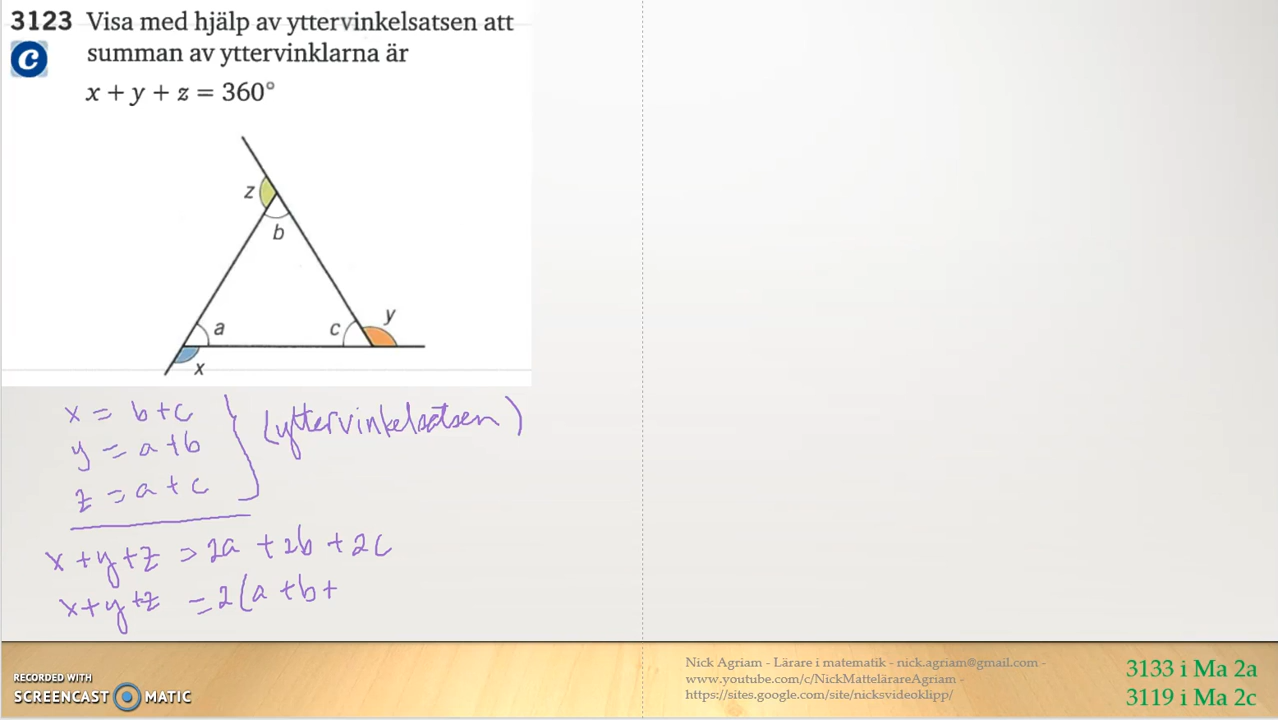 3123 Visa med hjälp av yttervinkelsatsen att
C summan av yttervinklarna är
x + y + z = 360°
z
b
a
c
y
x
x = b+c
y = a+b
z = a+c
(yttervinkelsatsen)
x+y+z = 2a + 2b + 2c
x+y+z = 2(a+b+
RECORDED WITH
SCREENCAST MATIC
Nick Agriam - Lärare i matematik - nick.agriam@gmail.com -
www.youtube.com/c/NickMattelärareAgriam -
https://sites.google.com/site/nicksvideoklipp/
3133 i Ma 2a
3119 i Ma 2c